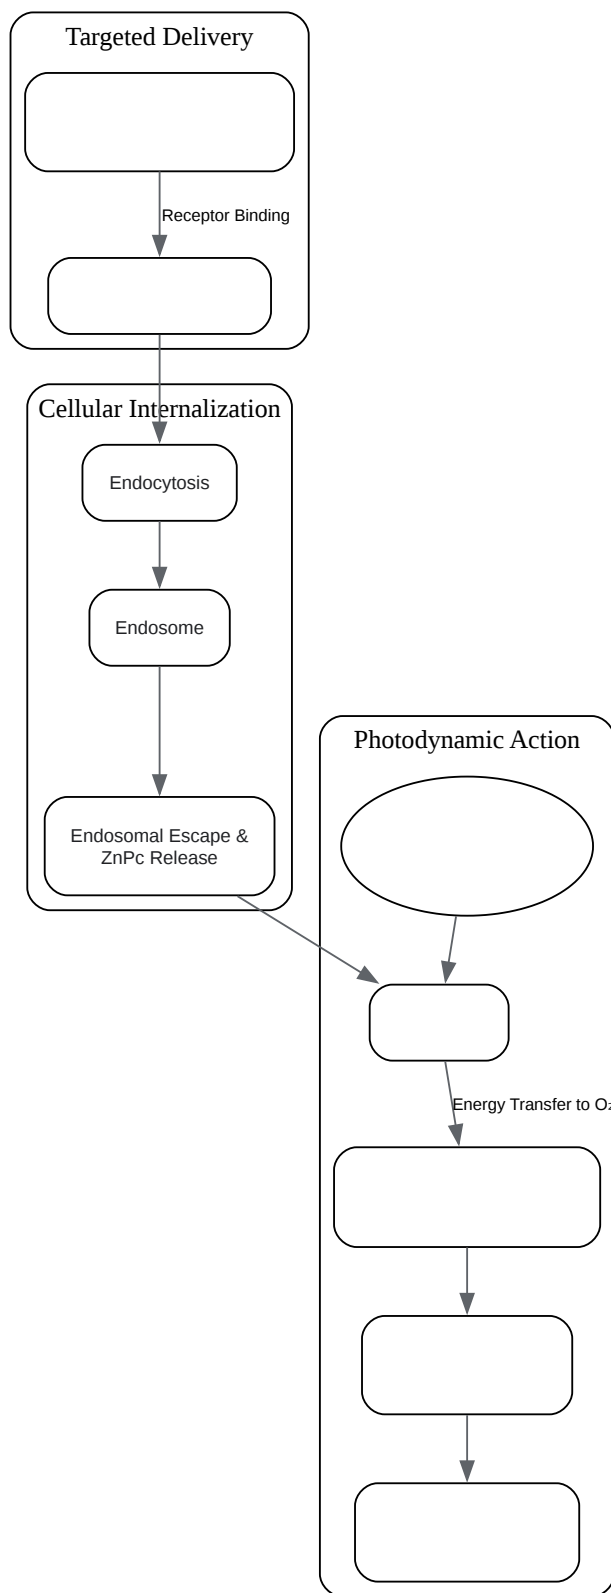 Targeted Delivery
Receptor Binding
Cellular Internalization
Endocytosis
Endosome
Endosomal Escape &
ZnPc Release
Photodynamic Action
Energy Transfer to O₂